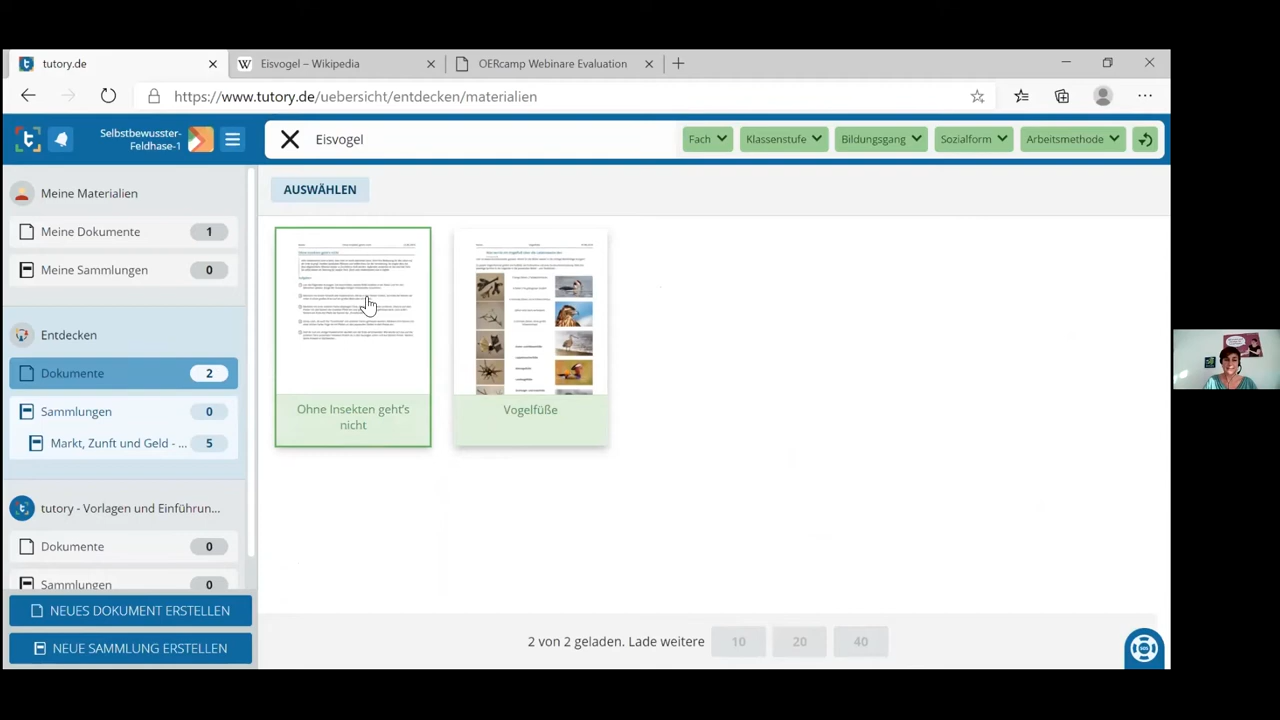 tutory.de
Eisvogel – Wikipedia
OERcamp Webinare Evaluation
https://www.tutory.de/uebersicht/entdecken/materialien
Selbstbewusster-
Feldhase-1
Eisvogel
Fach
Klassenstufe
Bildungsgang
Sozialform
Arbeitsmethode
Meine Materialien
Meine Dokumente 1
Meine Sammlungen 0
Entdecken
Dokumente 2
Sammlungen 0
Markt, Zunft und Geld - ... 5
tutory - Vorlagen und Einführun...
Dokumente 0
Sammlungen 0
NEUES DOKUMENT ERSTELLEN
NEUE SAMMLUNG ERSTELLEN
AUSWÄHLEN
Ohne Insekten geht's
nicht
Vogelfüße
2 von 2 geladen. Lade weitere 10 20 40